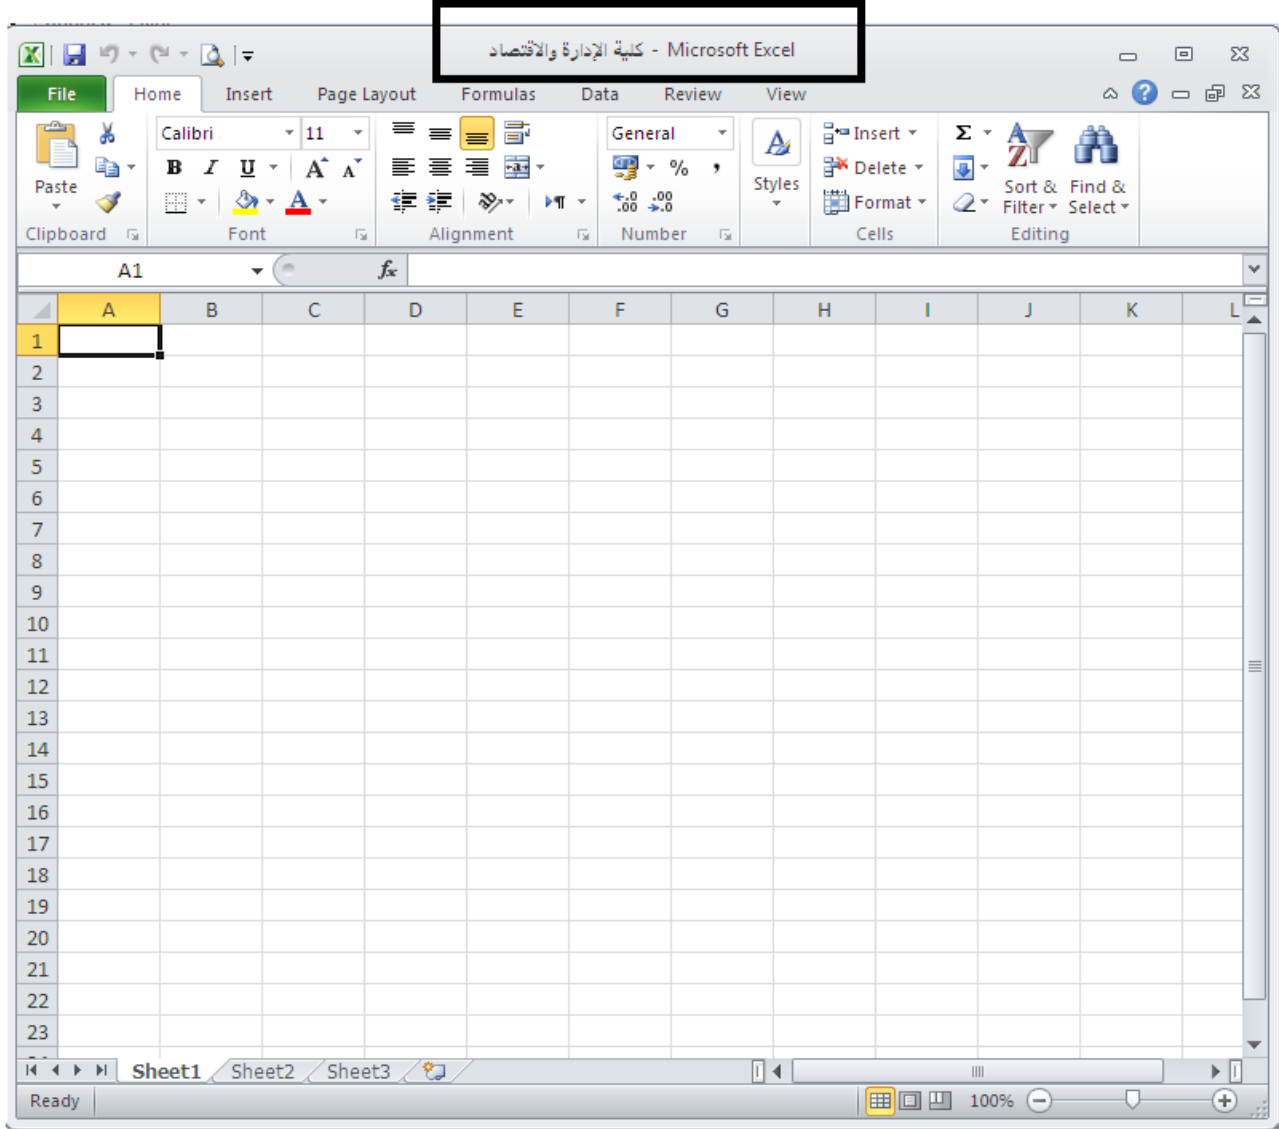 كلية الإدارة والاقتصاد - Microsoft Excel
File Home Insert Page Layout Formulas Data Review View
Calibri 11 General Insert
B I U A A % , Delete
Paste Styles Sort & Filter Find & Select
A .00 .00 Format
Clipboard Font Alignment Number Cells Editing
A1 fx
A B C D E F G H I J K L
1
2
3
4
5
6
7
8
9
10
11
12
13
14
15
16
17
18
19
20
21
22
23
Sheet1 Sheet2 Sheet3
Ready 100%